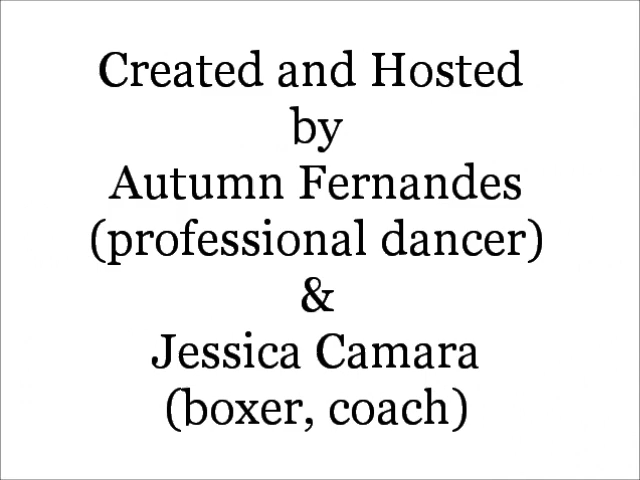 Created and Hosted
by
Autumn Fernandes
(professional dancer)
&
Jessica Camara
(boxer, coach)